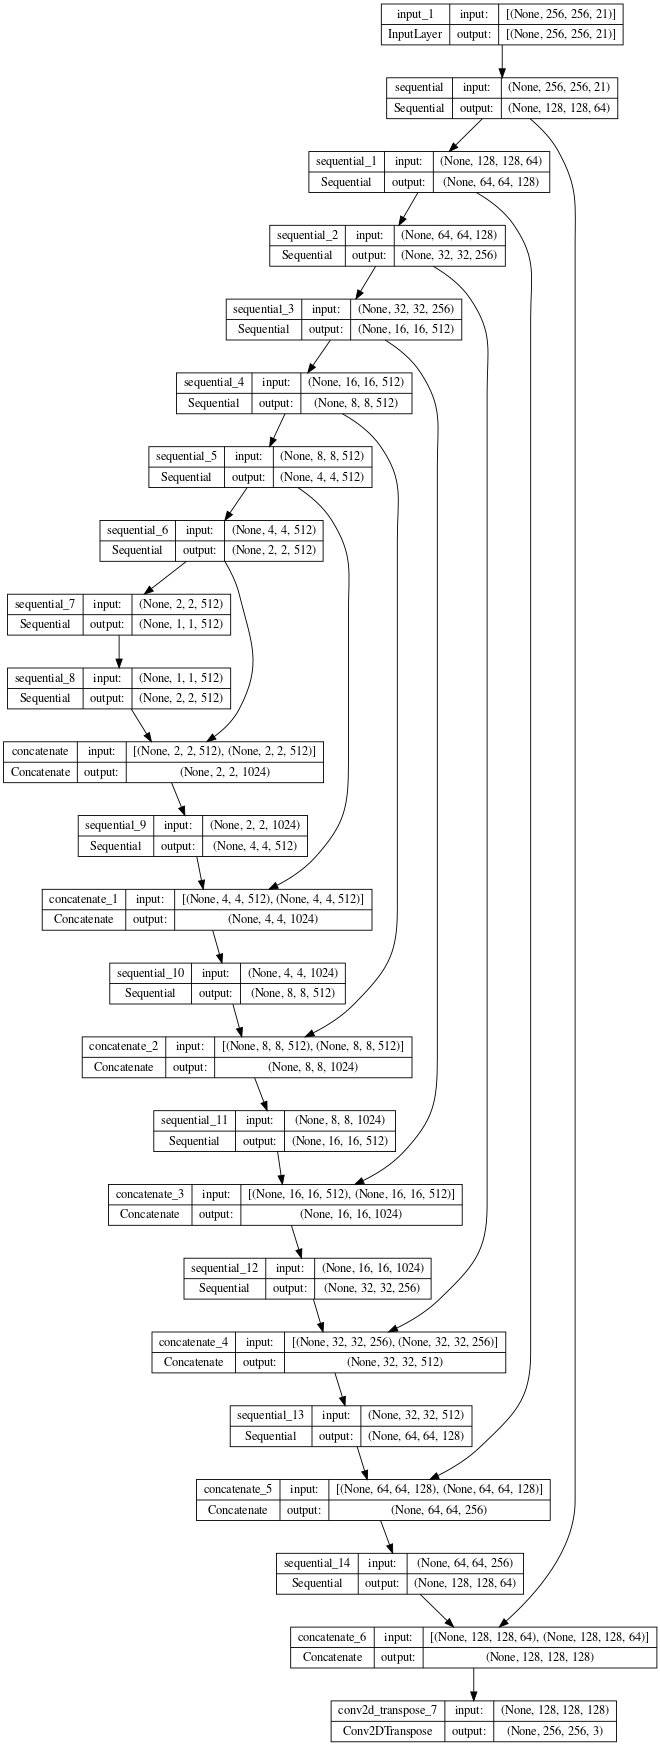 input_1 input: [(None, 256, 256, 21)]
InputLayer output: [(None, 256, 256, 21)]
sequential input: (None, 256, 256, 21)
Sequential output: (None, 128, 128, 64)
sequential_1 input: (None, 128, 128, 64)
Sequential output: (None, 64, 64, 128)
sequential_2 input: (None, 64, 64, 128)
Sequential output: (None, 32, 32, 256)
sequential_3 input: (None, 32, 32, 256)
Sequential output: (None, 16, 16, 512)
sequential_4 input: (None, 16, 16, 512)
Sequential output: (None, 8, 8, 512)
sequential_5 input: (None, 8, 8, 512)
Sequential output: (None, 4, 4, 512)
sequential_6 input: (None, 4, 4, 512)
Sequential output: (None, 2, 2, 512)
sequential_7 input: (None, 2, 2, 512)
Sequential output: (None, 1, 1, 512)
sequential_8 input: (None, 1, 1, 512)
Sequential output: (None, 2, 2, 512)
concatenate input: [(None, 2, 2, 512), (None, 2, 2, 512)]
Concatenate output: (None, 2, 2, 1024)
sequential_9 input: (None, 2, 2, 1024)
Sequential output: (None, 4, 4, 512)
concatenate_1 input: [(None, 4, 4, 512), (None, 4, 4, 512)]
Concatenate output: (None, 4, 4, 1024)
sequential_10 input: (None, 4, 4, 1024)
Sequential output: (None, 8, 8, 512)
concatenate_2 input: [(None, 8, 8, 512), (None, 8, 8, 512)]
Concatenate output: (None, 8, 8, 1024)
sequential_11 input: (None, 8, 8, 1024)
Sequential output: (None, 16, 16, 512)
concatenate_3 input: [(None, 16, 16, 512), (None, 16, 16, 512)]
Concatenate output: (None, 16, 16, 1024)
sequential_12 input: (None, 16, 16, 1024)
Sequential output: (None, 32, 32, 256)
concatenate_4 input: [(None, 32, 32, 256), (None, 32, 32, 256)]
Concatenate output: (None, 32, 32, 512)
sequential_13 input: (None, 32, 32, 512)
Sequential output: (None, 64, 64, 128)
concatenate_5 input: [(None, 64, 64, 128), (None, 64, 64, 128)]
Concatenate output: (None, 64, 64, 256)
sequential_14 input: (None, 64, 64, 256)
Sequential output: (None, 128, 128, 64)
concatenate_6 input: [(None, 128, 128, 64), (None, 128, 128, 64)]
Concatenate output: (None, 128, 128, 128)
conv2d_transpose_7 input: (None, 128, 128, 128)
Conv2DTranspose output: (None, 256, 256, 3)